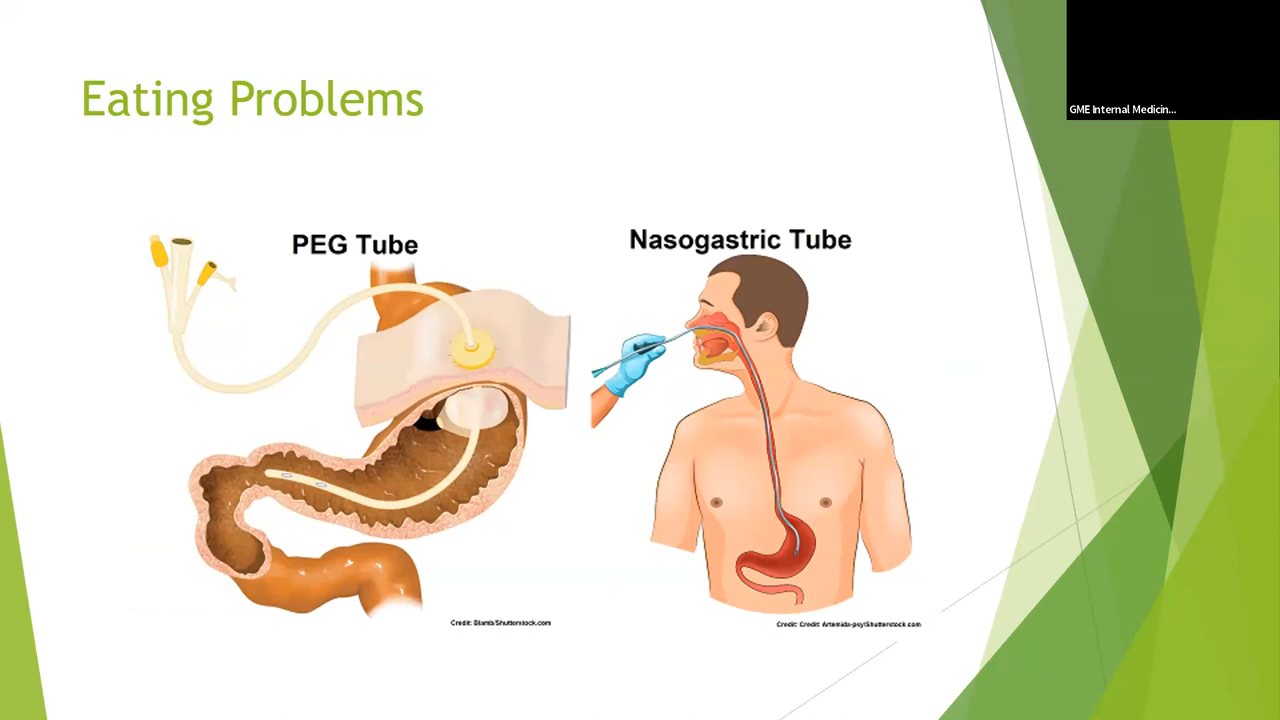 Eating Problems
GME Internal Medicin...
PEG Tube
Nasogastric Tube
Credit: Blamb/Shutterstock.com
Credit: Credit: Artemida-psy/Shutterstock.com